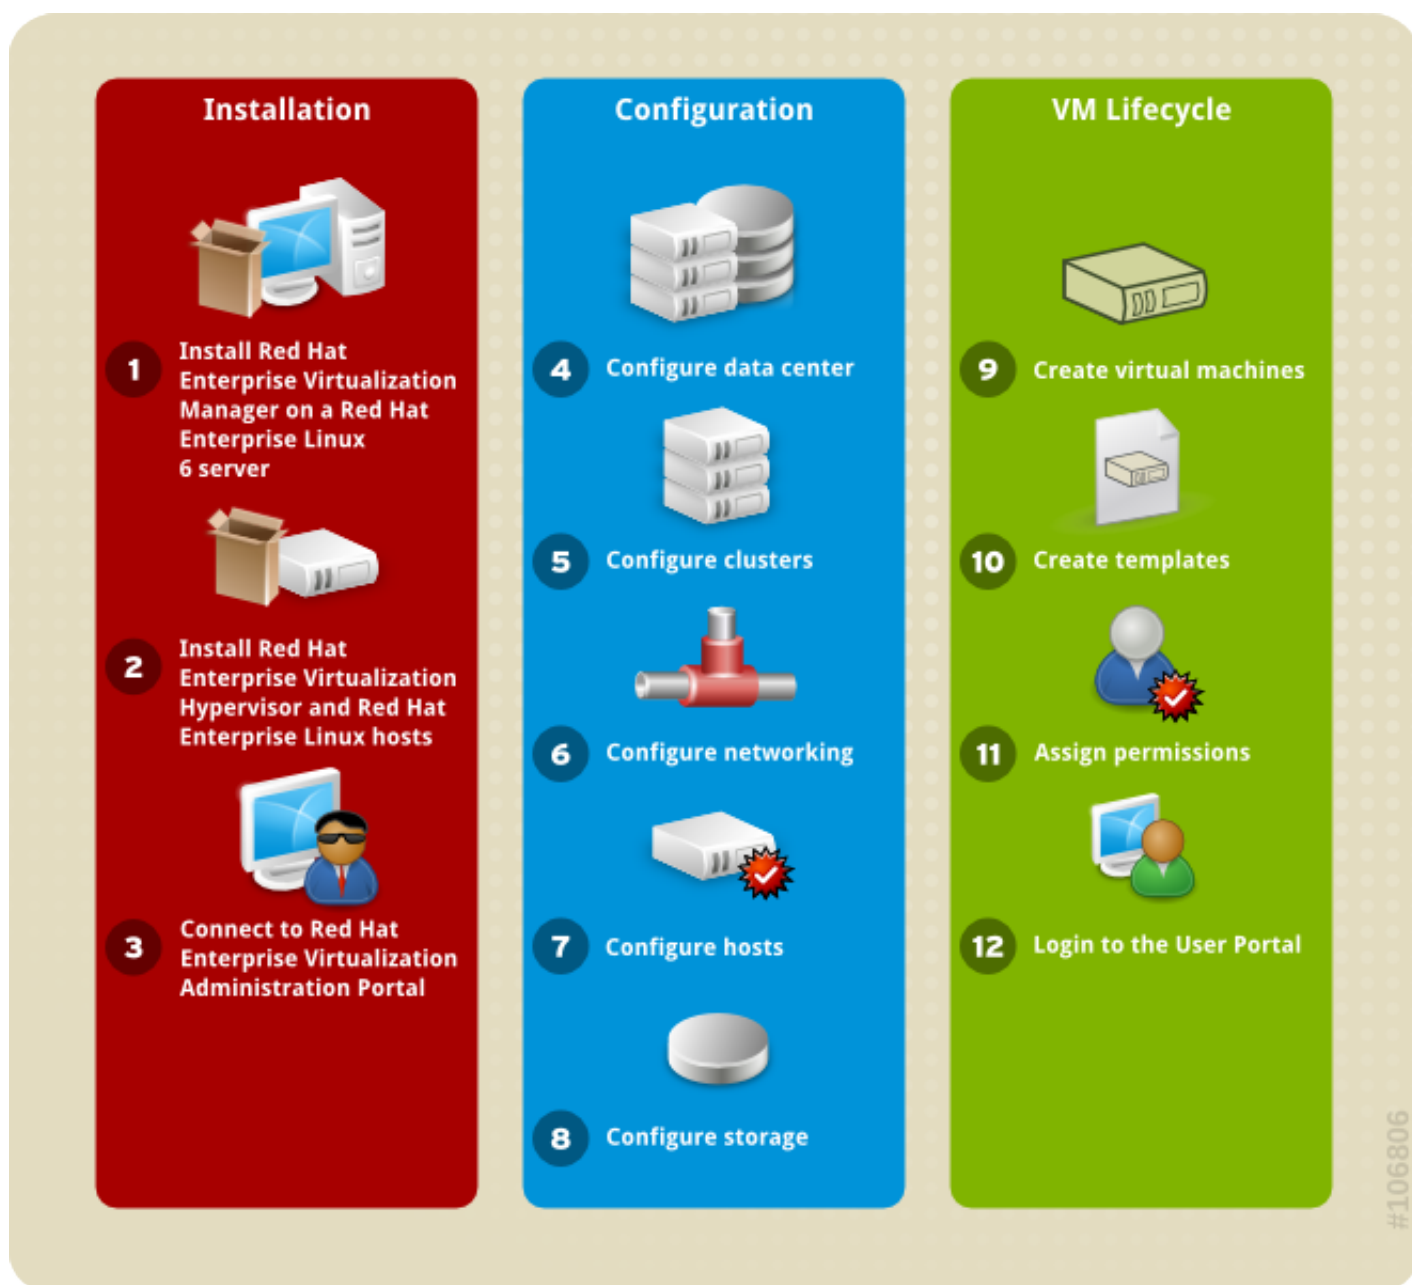 Installation
1
Install Red Hat
Enterprise Virtualization
Manager on a Red Hat
Enterprise Linux
6 server
2
Install Red Hat
Enterprise Virtualization
Hypervisor and Red Hat
Enterprise Linux hosts
3
Connect to Red Hat
Enterprise Virtualization
Administration Portal
Configuration
4 Configure data center
5 Configure clusters
6 Configure networking
7 Configure hosts
8 Configure storage
VM Lifecycle
9 Create virtual machines
10 Create templates
11 Assign permissions
12 Login to the User Portal
#106806